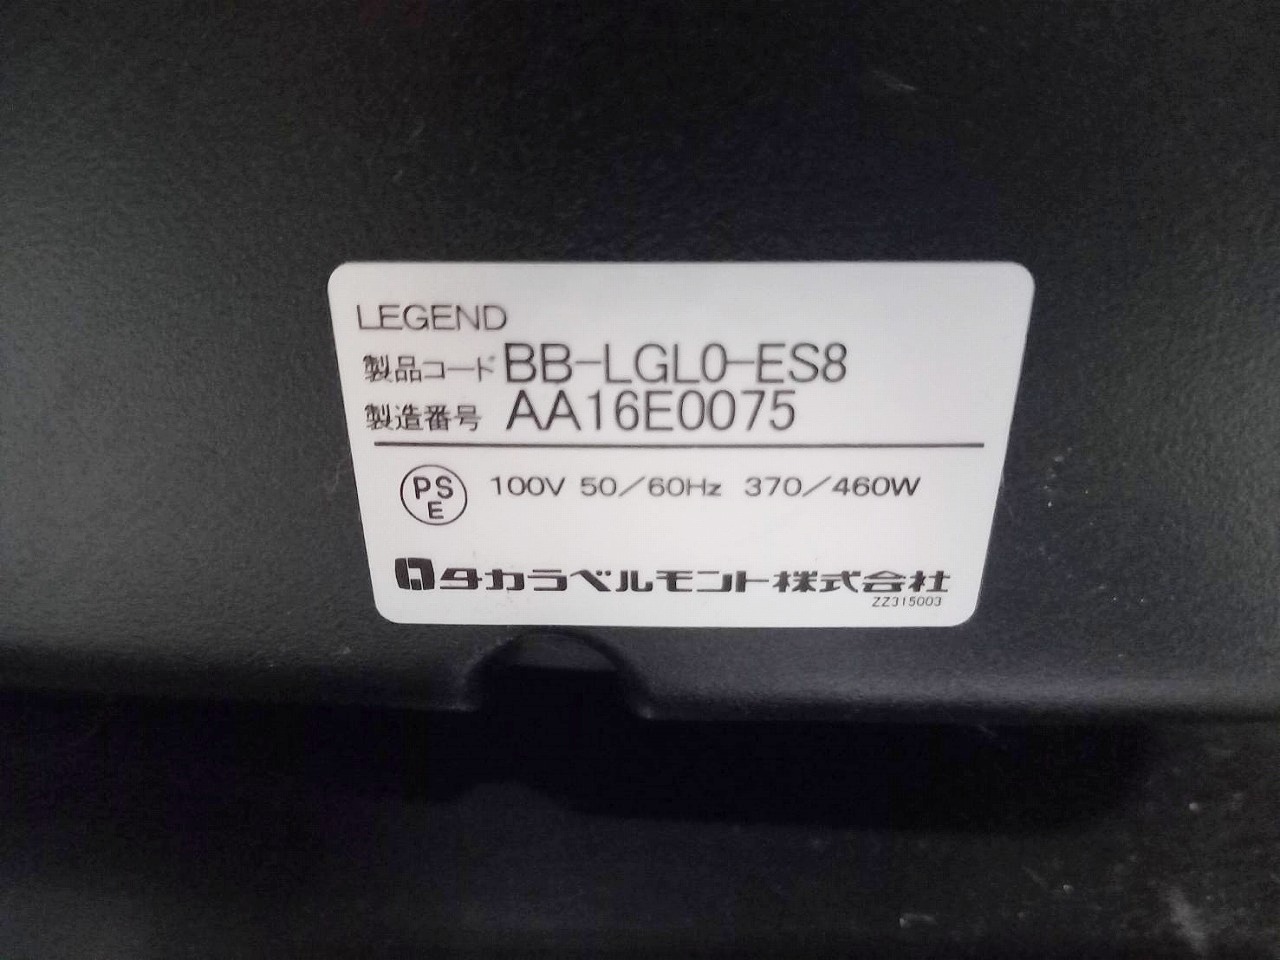 LEGEND
製品コード BB-LGL0-ES8
製造番号 AA16E0075
PS
E
100V 50/60Hz 370/460W
タカラベルモント株式会社
ZZ315003